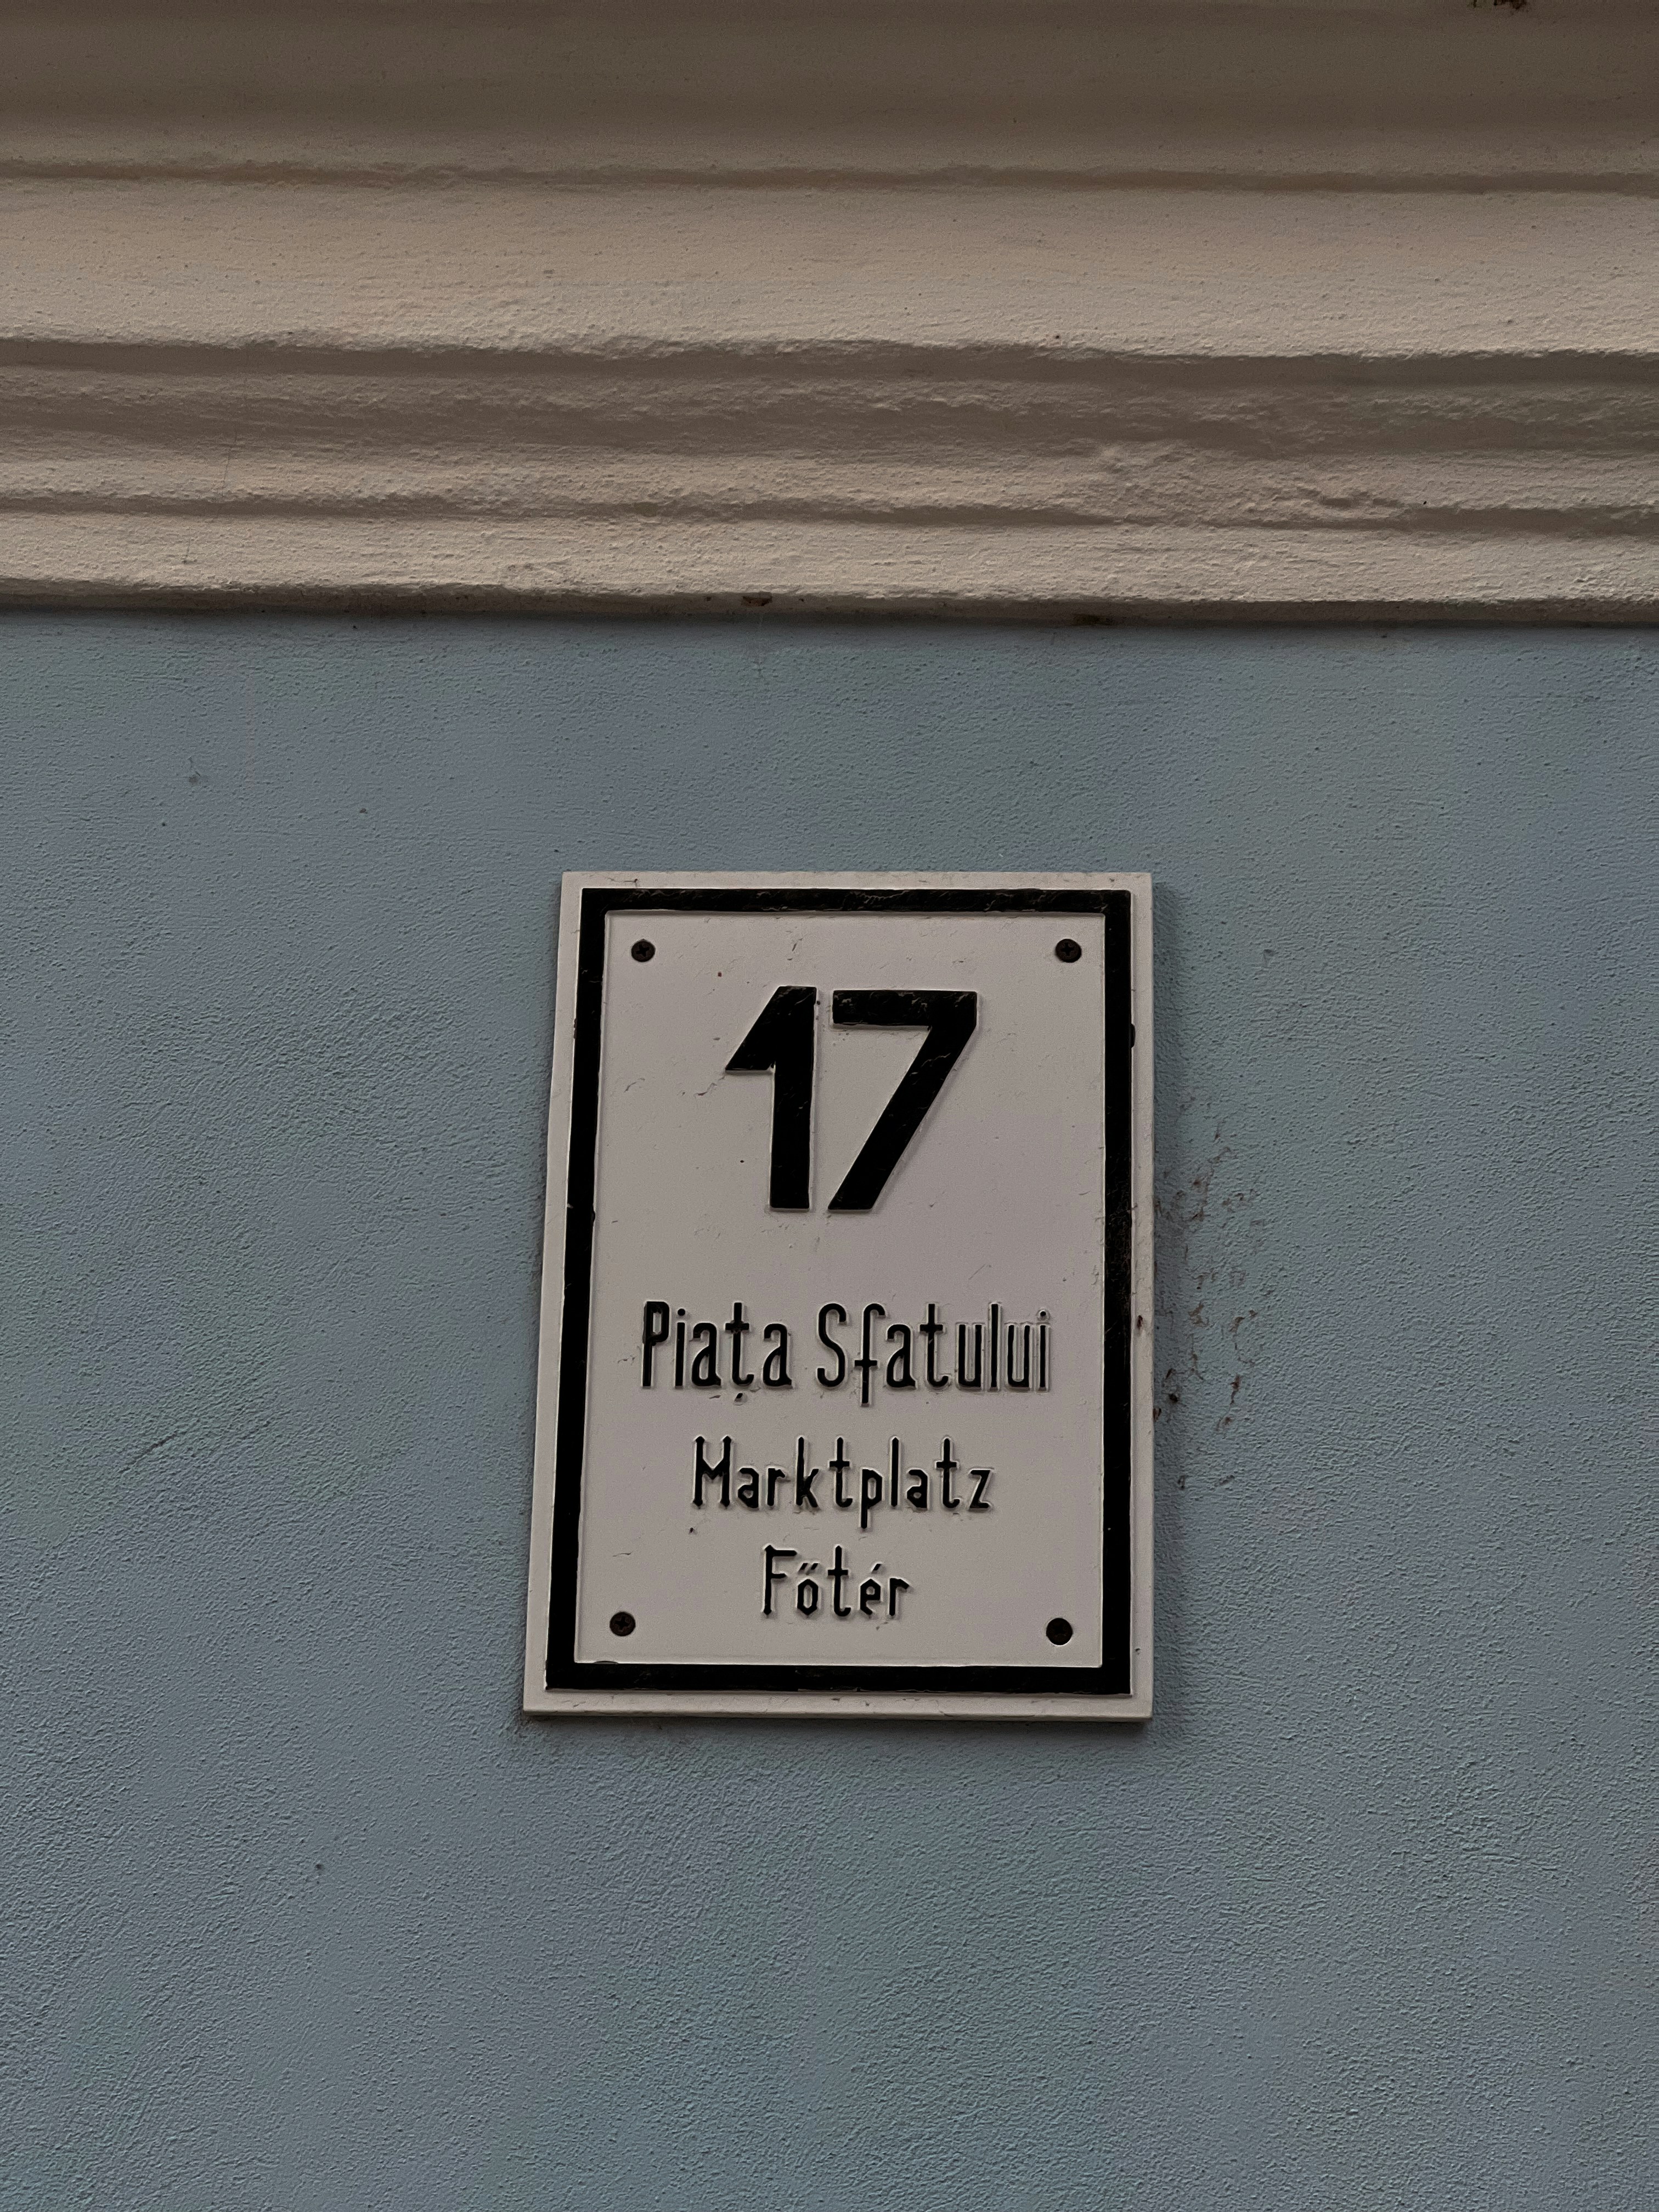 17
Piața Sfatului
Marktplatz
Főtér